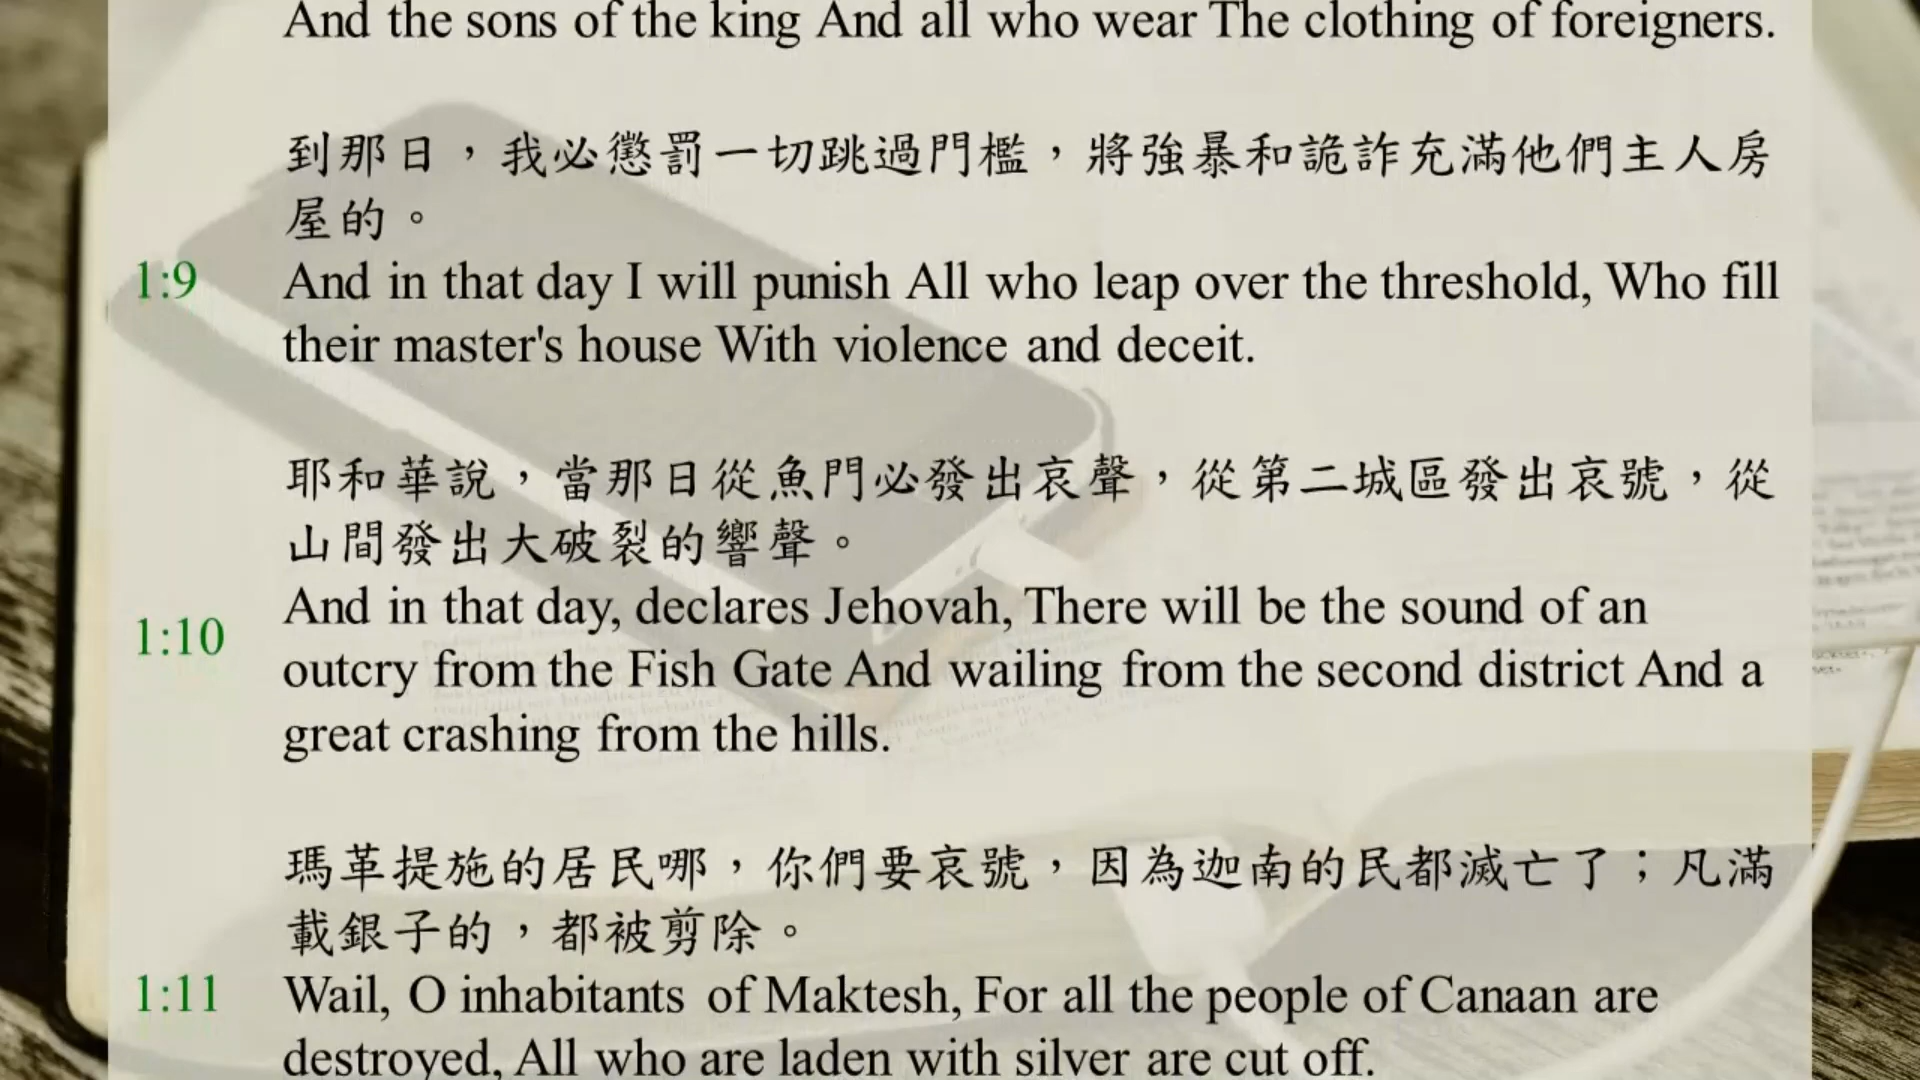 And the sons of the king And all who wear The clothing of foreigners.
到那日，我必懲罰一切跳過門檻，將強暴和詭詐充滿他們主人房
屋的。
1:9 And in that day I will punish All who leap over the threshold, Who fill
their master's house With violence and deceit.
耶和華說，當那日從魚門必發出哀聲，從第二城區發出哀號，從
山間發出大破裂的響聲。
And in that day, declares Jehovah, There will be the sound of an
1:10
outcry from the Fish Gate And wailing from the second district And a
great crashing from the hills.
瑪革提施的居民哪，你們要哀號，因為迦南的民都滅亡了；凡滿
載銀子的，都被剪除。
1:11 Wail, O inhabitants of Maktesh, For all the people of Canaan are
destroyed, All who are laden with silver are cut off.